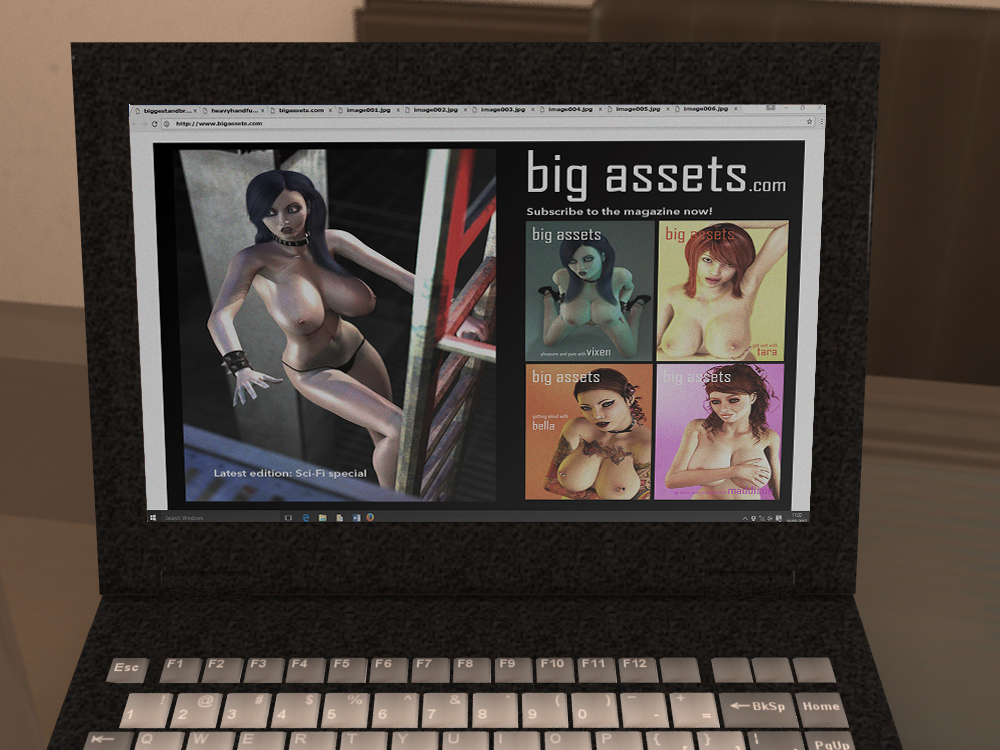 biggestandbr...
heavyhandfu...
bigassets.com
image001.jpg
image002.jpg
image003.jpg
image004.jpg
image005.jpg
image006.jpg
http://www.bigassets.com
big assets.com
Subscribe to the magazine now!
big assets
pleasure and pain with vixen
big assets
get wet with
tara
big assets
getting inked with
bella
big assets
Latest edition: Sci-Fi special
Search Windows
11:52
Esc F1 F2 F3 F4 F5 F6 F7 F8 F9 F10 F11 F12
! @ # $ % ^ & * ( ) _ +
1 2 3 4 5 6 7 8 9 0 - = ←BkSp Home
Q W E R T Y U I O P { } | PgUp